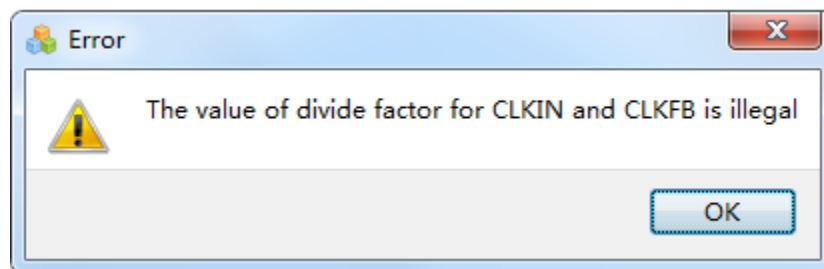 Error
The value of divide factor for CLKIN and CLKFB is illegal
OK